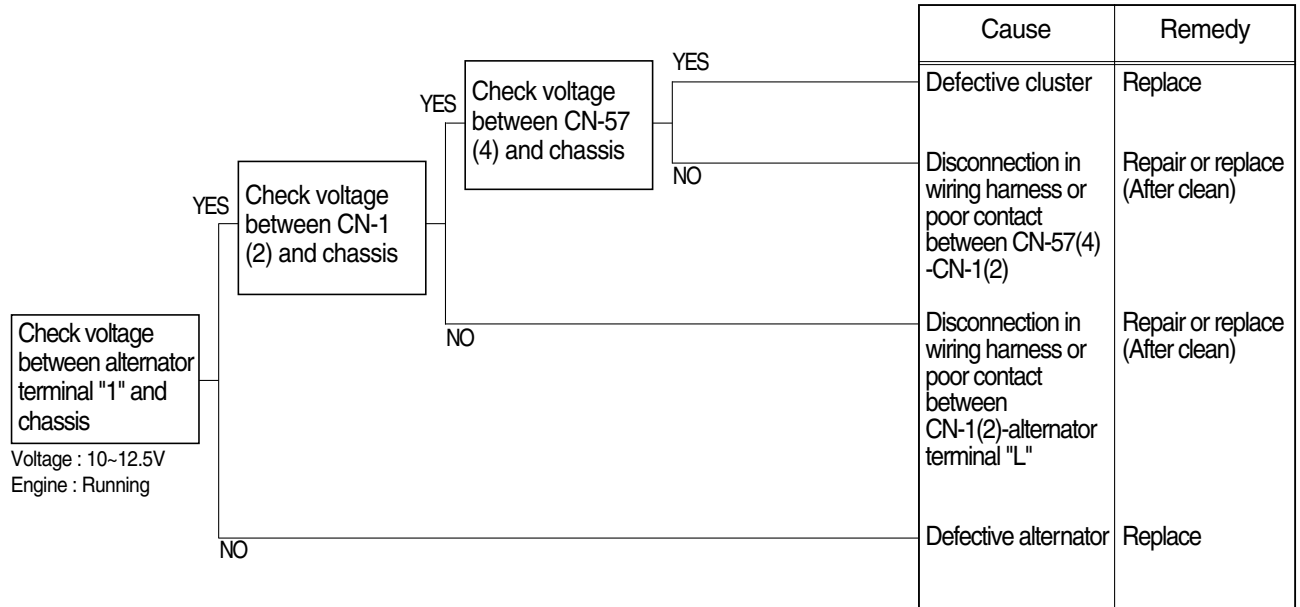 Cause
Remedy
YES
Defective cluster
Replace
YES
Check voltage
between CN-57
(4) and chassis
NO
Disconnection in
wiring harness or
poor contact
between CN-57(4)
-CN-1(2)
Repair or replace
(After clean)
YES
Check voltage
between CN-1
(2) and chassis
NO
Disconnection in
wiring harness or
poor contact
between
CN-1(2)-alternator
terminal "L"
Repair or replace
(After clean)
Check voltage
between alternator
terminal "1" and
chassis
Voltage : 10~12.5V
Engine : Running
NO
Defective alternator
Replace